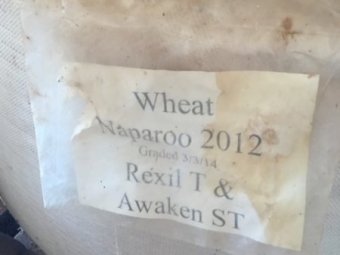 Wheat
Naparoo 2012
Graded 3/3/14
Rexil T &
Awaken ST